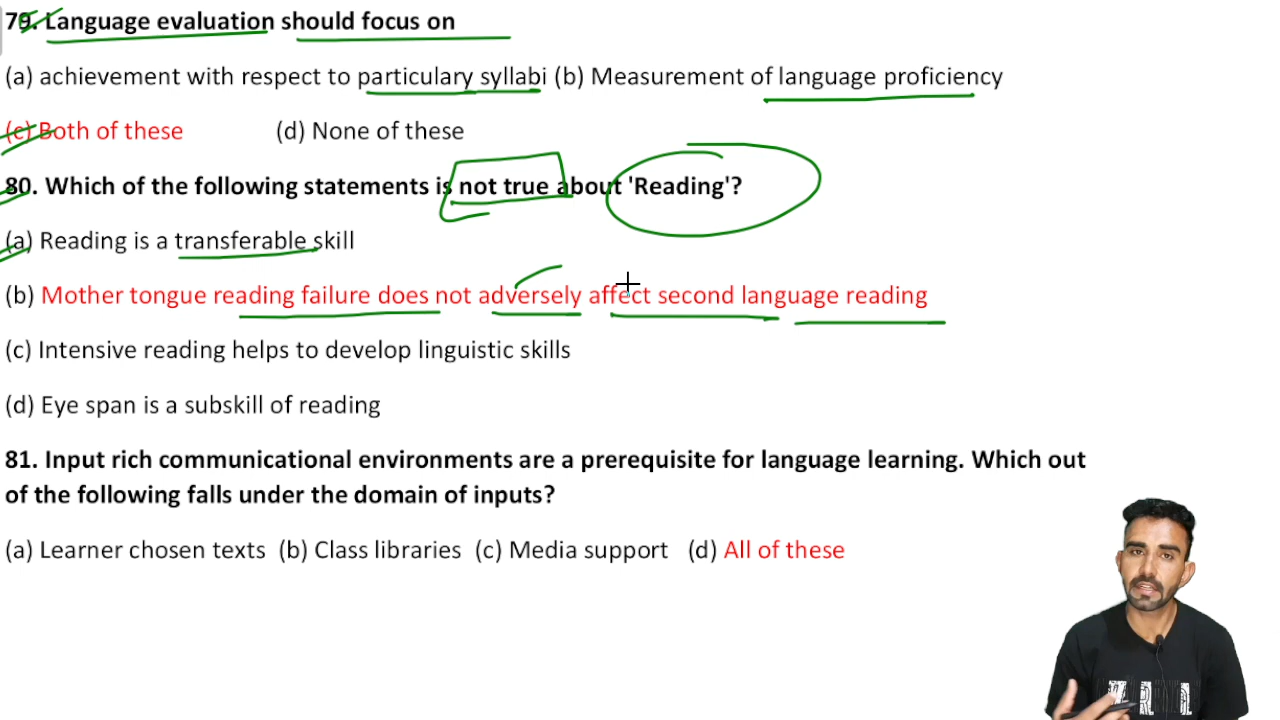 79. Language evaluation should focus on
(a) achievement with respect to particulary syllabi (b) Measurement of language proficiency
(c) Both of these (d) None of these
80. Which of the following statements is not true about 'Reading'?
(a) Reading is a transferable skill
(b) Mother tongue reading failure does not adversely affect second language reading
(c) Intensive reading helps to develop linguistic skills
(d) Eye span is a subskill of reading
81. Input rich communicational environments are a prerequisite for language learning. Which out
of the following falls under the domain of inputs?
(a) Learner chosen texts (b) Class libraries (c) Media support (d) All of these